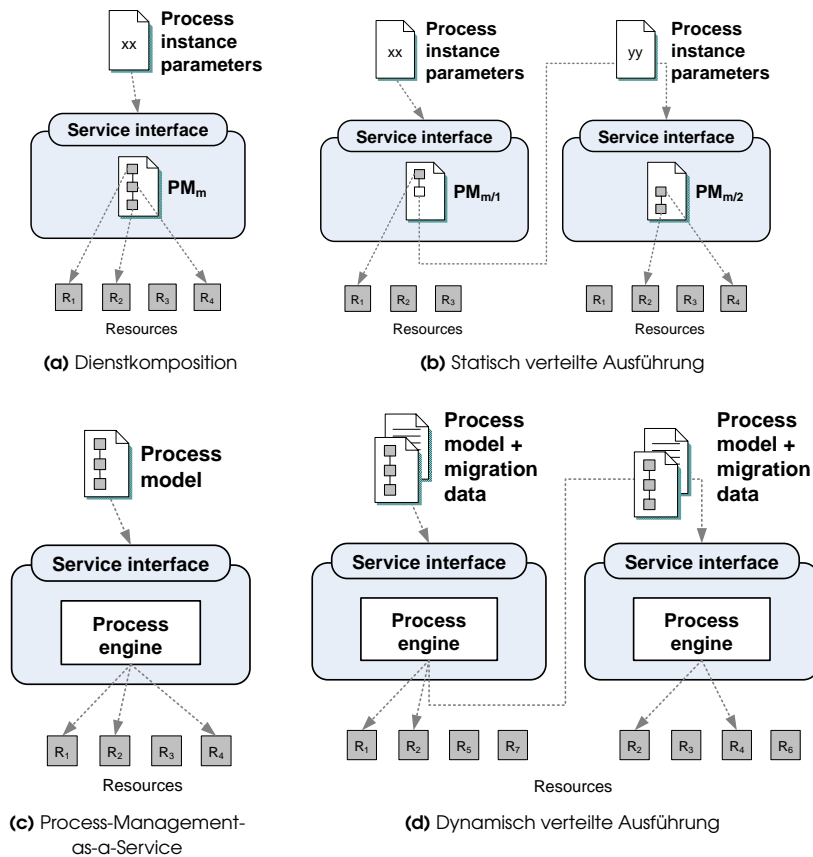 xx
Process
instance
parameters
Service interface
PMm
R1 R2 R3 R4
Resources
(a) Dienstkomposition
xx
Process
instance
parameters
yy
Process
instance
parameters
Service interface
Service interface
PMm/1
PMm/2
R1 R2 R3
R1 R2 R3 R4
Resources
Resources
(b) Statisch verteilte Ausführung
Process
model
Service interface
Process
engine
R1 R2 R3 R4
Resources
(c) Process-Management-
as-a-Service
Process
model +
migration
data
Process
model +
migration
data
Service interface
Service interface
Process
engine
Process
engine
R1 R2 R5 R7
R2 R3 R4 R6
Resources
(d) Dynamisch verteilte Ausführung